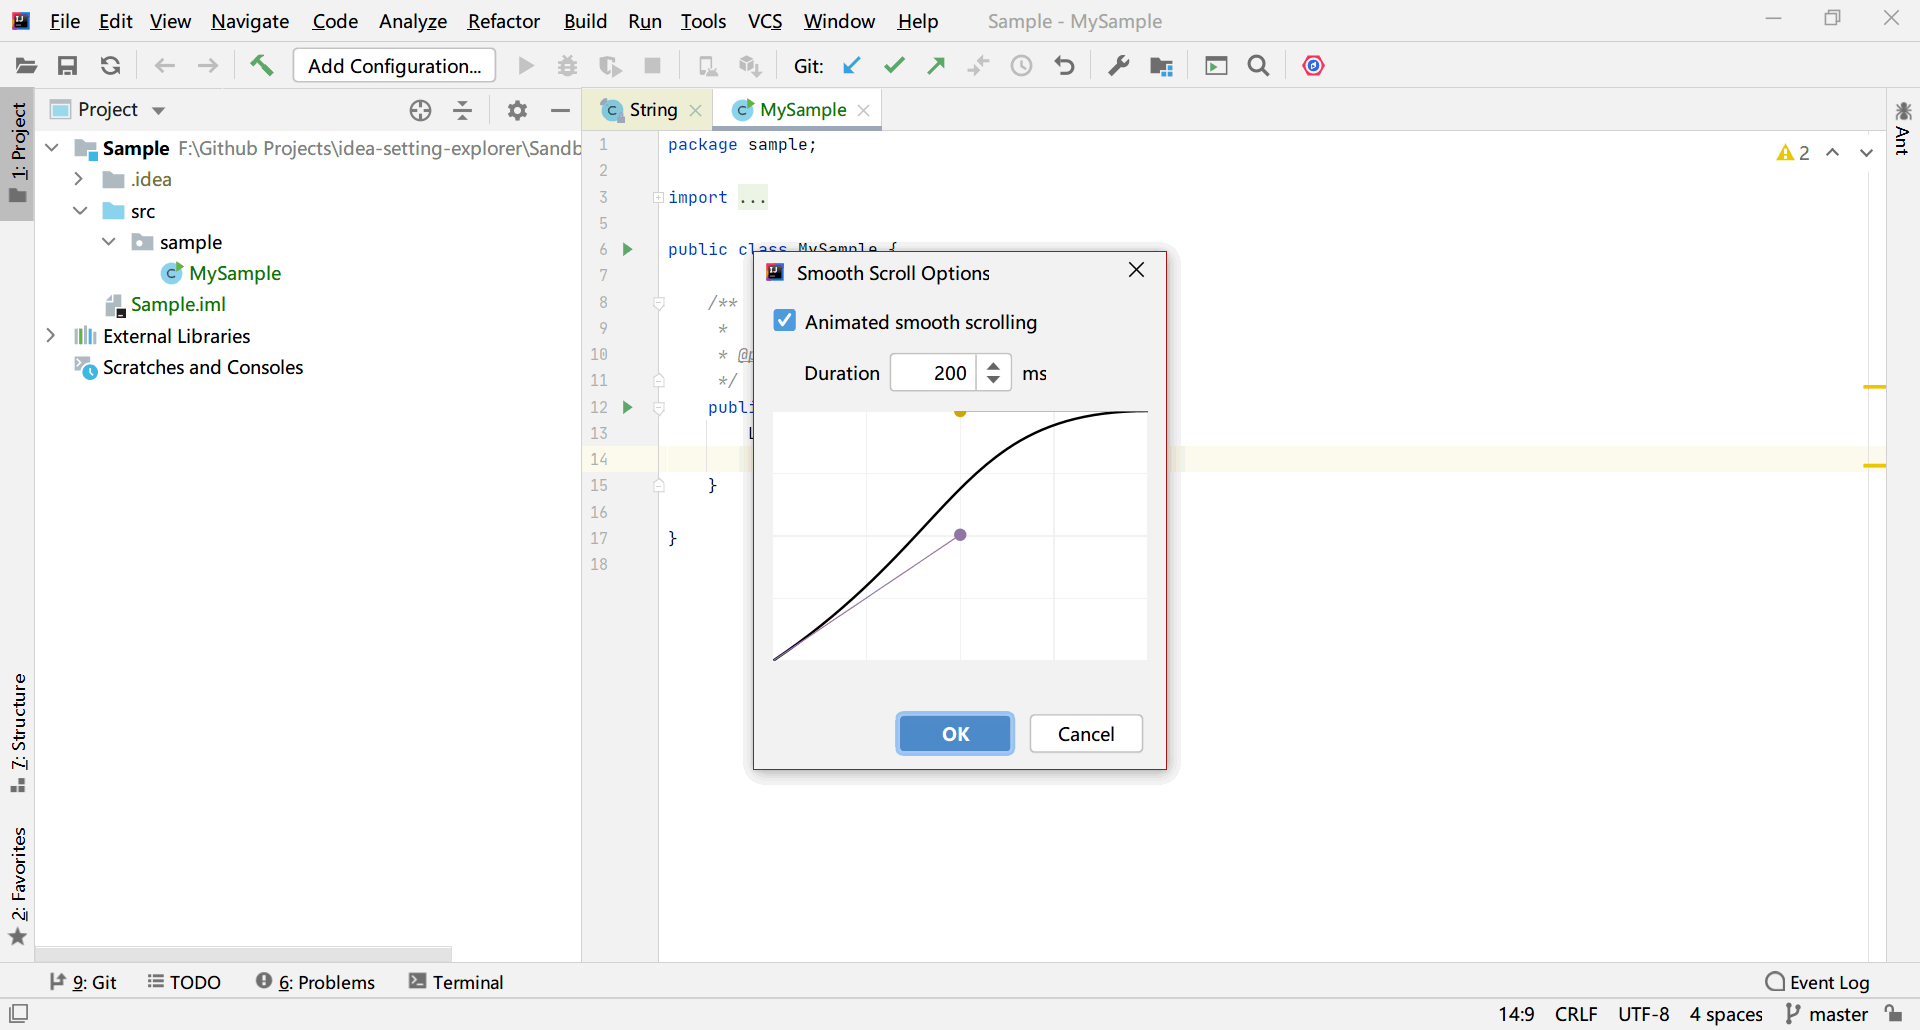 File Edit View Navigate Code Analyze Refactor Build Run Tools VCS Window Help Sample - MySample
Add Configuration... Git:
1: Project
Project
String
MySample
Ant
Sample F:\Github Projects\idea-setting-explorer\Sandb
.idea
src
sample
MySample
Sample.iml
External Libraries
Scratches and Consoles
1 package sample;
2
3 import ...
5
6 public class MySample {
7
8 /**
9 *
10 * @p
11 */
12 publi
13 L
14
15 }
16
17 }
18
2
Smooth Scroll Options
Animated smooth scrolling
Duration 200 ms
OK Cancel
7: Structure
2: Favorites
9: Git TODO 6: Problems Terminal Event Log
14:9 CRLF UTF-8 4 spaces master